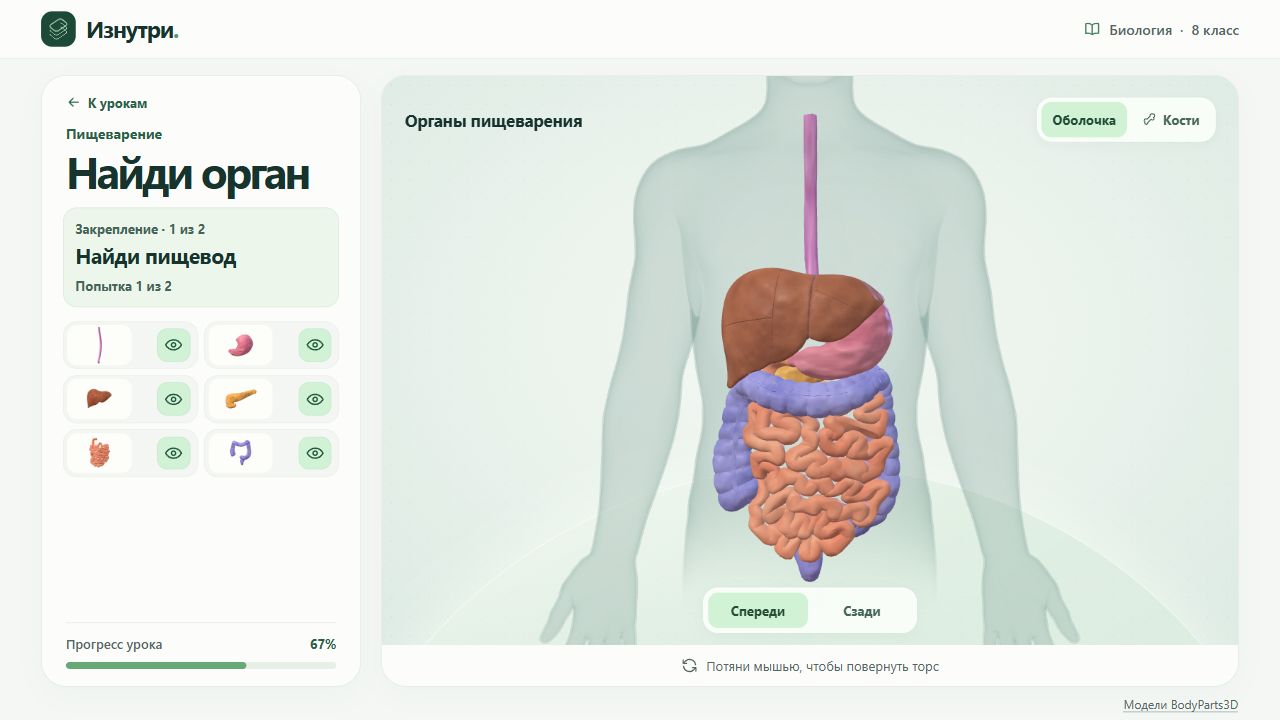 Изнутри.
Биология · 8 класс
К урокам
Пищеварение
Найди орган
Закрепление · 1 из 2
Найди пищевод
Попытка 1 из 2
Прогресс урока
67%
Органы пищеварения
Оболочка
Кости
Спереди
Сзади
Потяни мышью, чтобы повернуть торс
Модели BodyParts3D